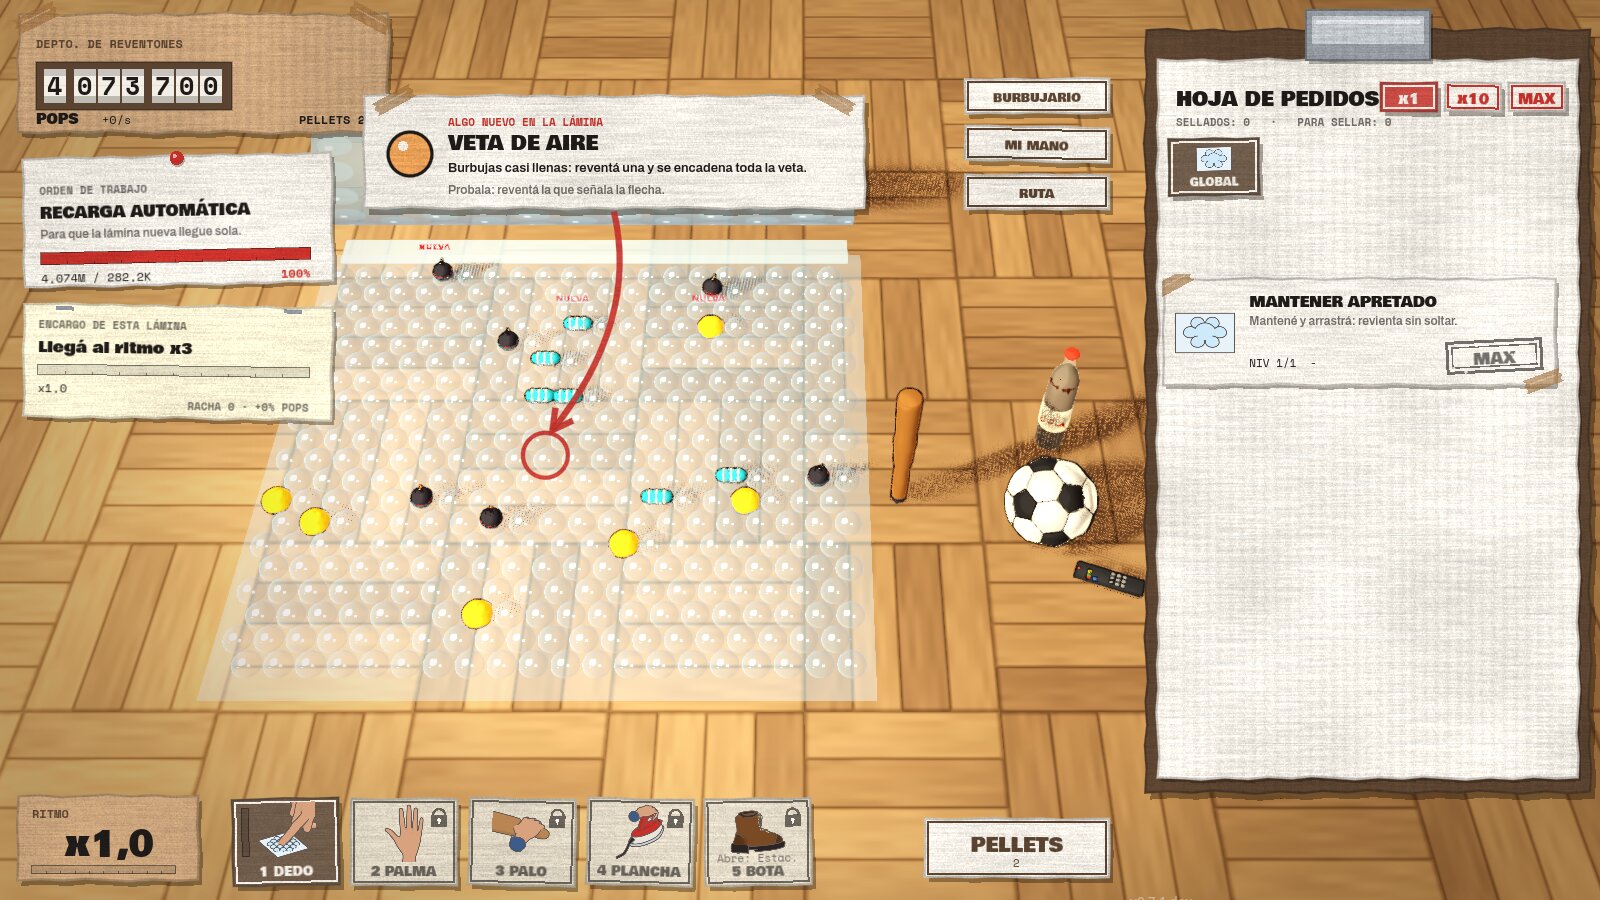 DEPTO. DE REVENTONES
4 073 700
POPS +0/s PELLETS 2
ORDEN DE TRABAJO
RECARGA AUTOMÁTICA
Para que la lámina nueva llegue sola.
4.074M / 282.2K 100%
ENCARGO DE ESTA LÁMINA
Llegá al ritmo x3
x1,0
RACHA 0 · +0% POPS
ALGO NUEVO EN LA LÁMINA
VETA DE AIRE
Burbujas casi llenas: reventá una y se encadena toda la veta.
Probala: reventá la que señala la flecha.
NUEVA
NUEVA
NUEVA
BURBUJARIO
MI MANO
RUTA
HOJA DE PEDIDOS x1 x10 MAX
SELLADOS: 0 · PARA SELLAR: 0
GLOBAL
MANTENER APRETADO
Mantené y arrastrá: revienta sin soltar.
NIV 1/1 -
MAX
RITMO
x1,0
1 DEDO
2 PALMA
3 PALO
4 PLANCHA
Abre: Estac.
5 BOTA
PELLETS
2